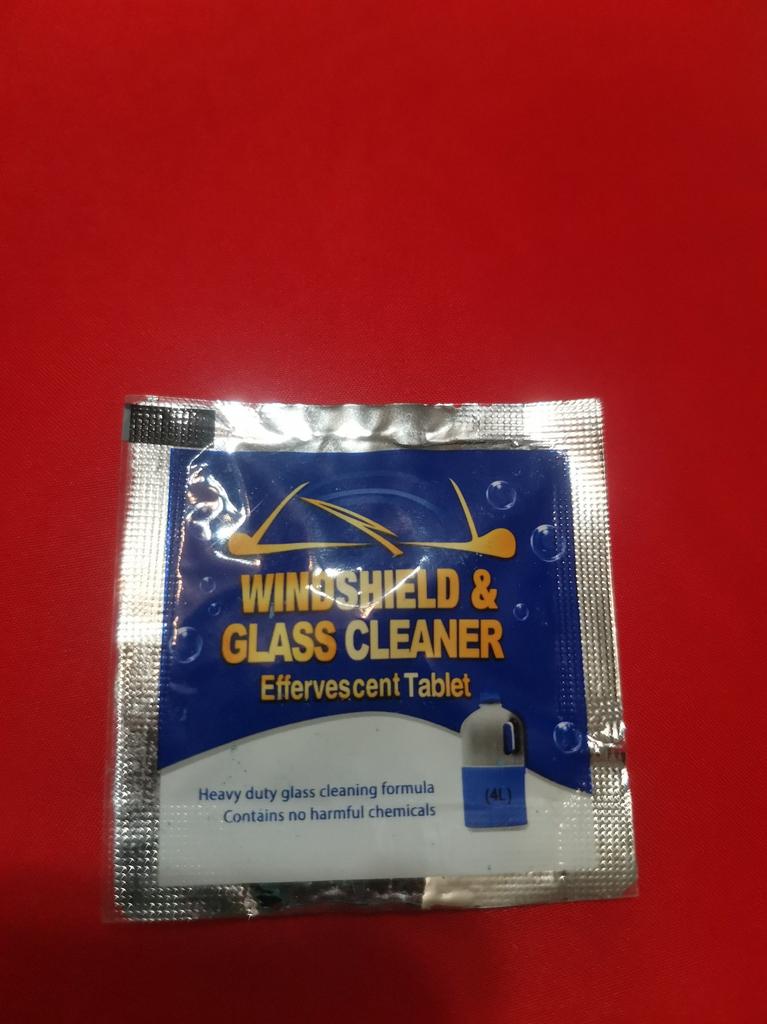 WINDSHIELD &
GLASS CLEANER
Effervescent Tablet
Heavy duty glass cleaning formula
Contains no harmful chemicals
(4L)